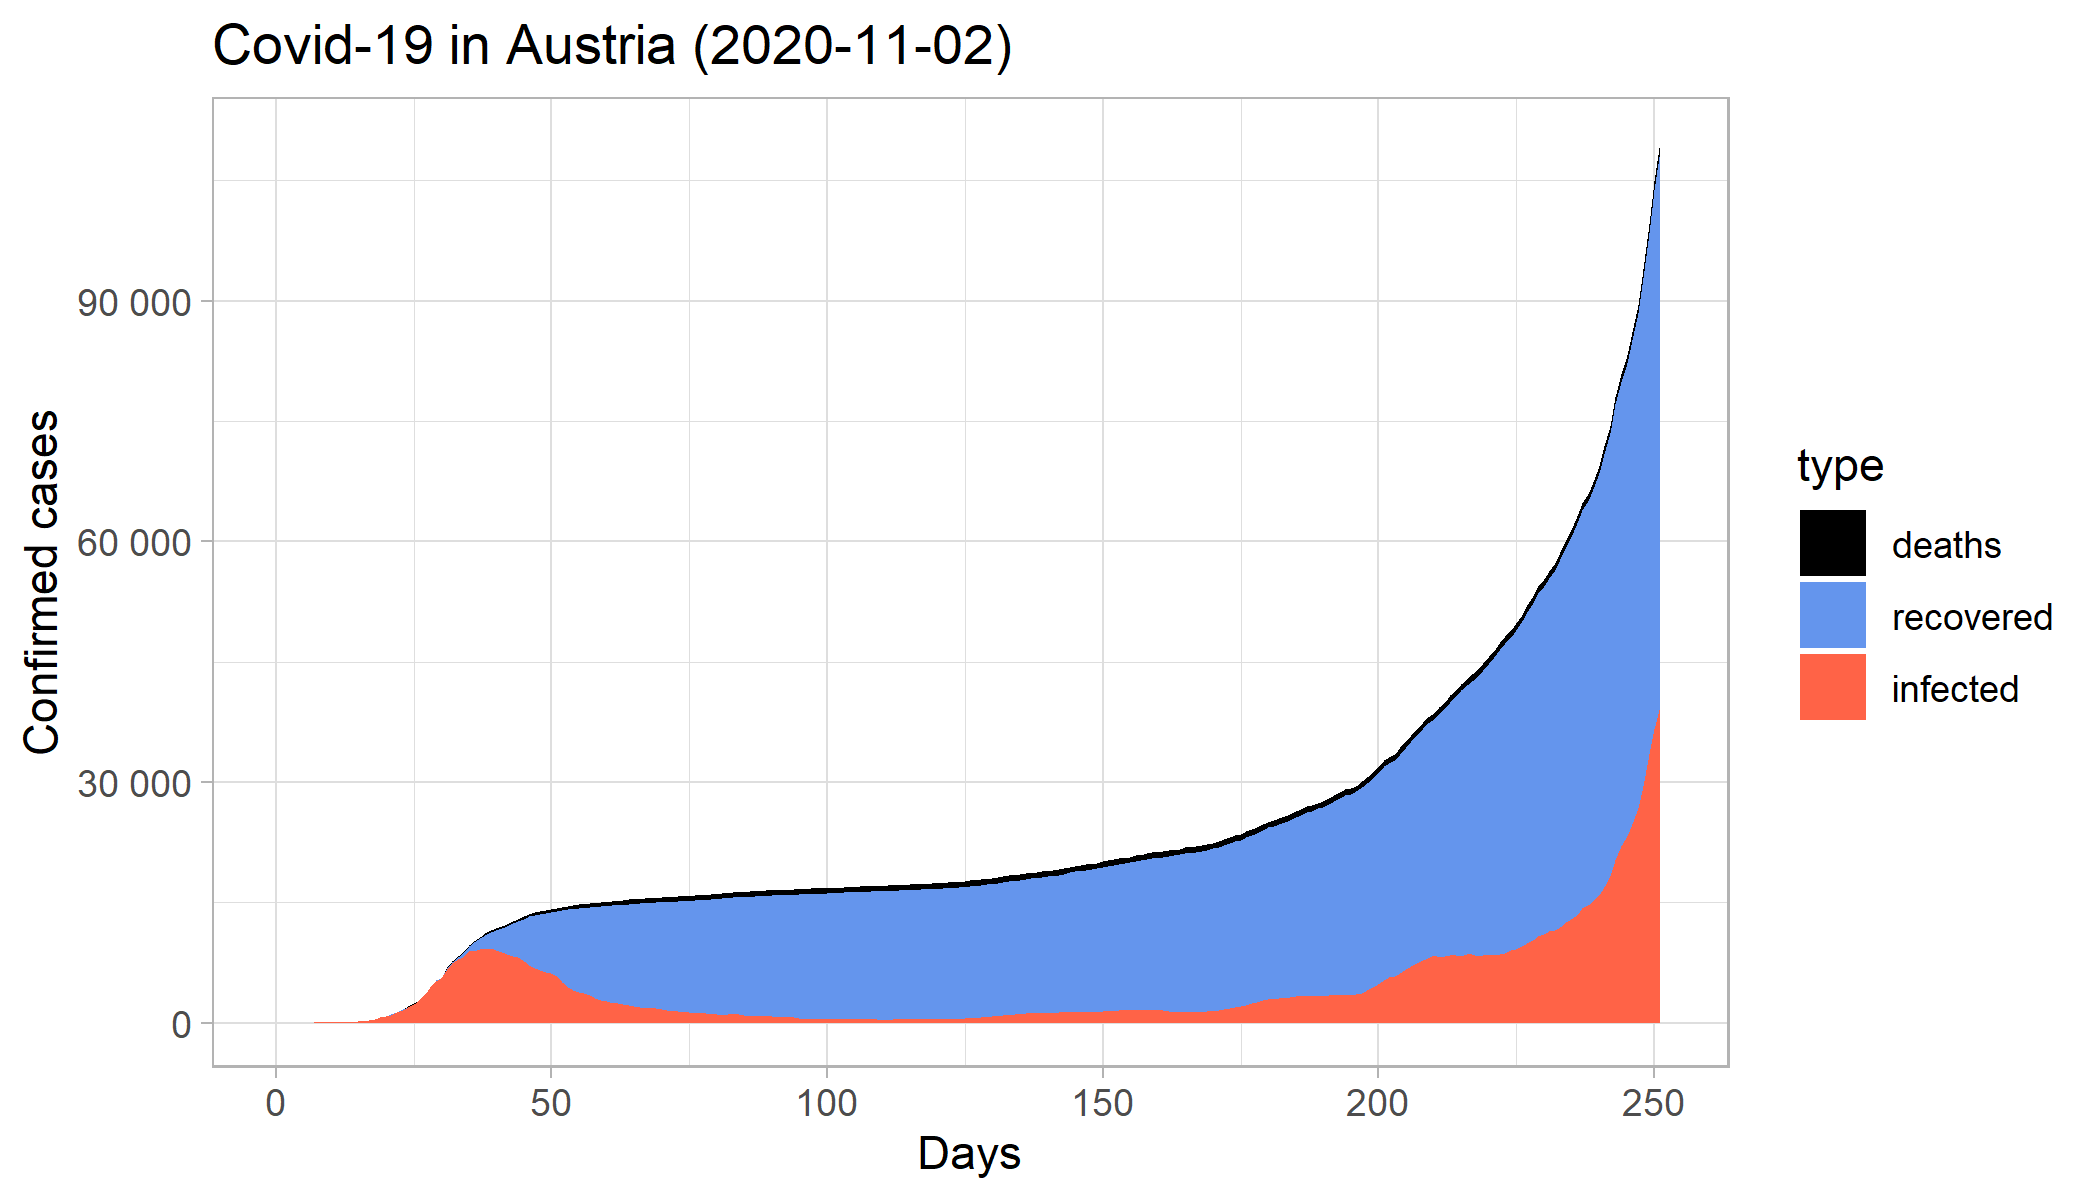 Covid-19 in Austria (2020-11-02)
Confirmed cases
90 000
60 000
30 000
0
0 50 100 150 200 250
Days
type
deaths
recovered
infected